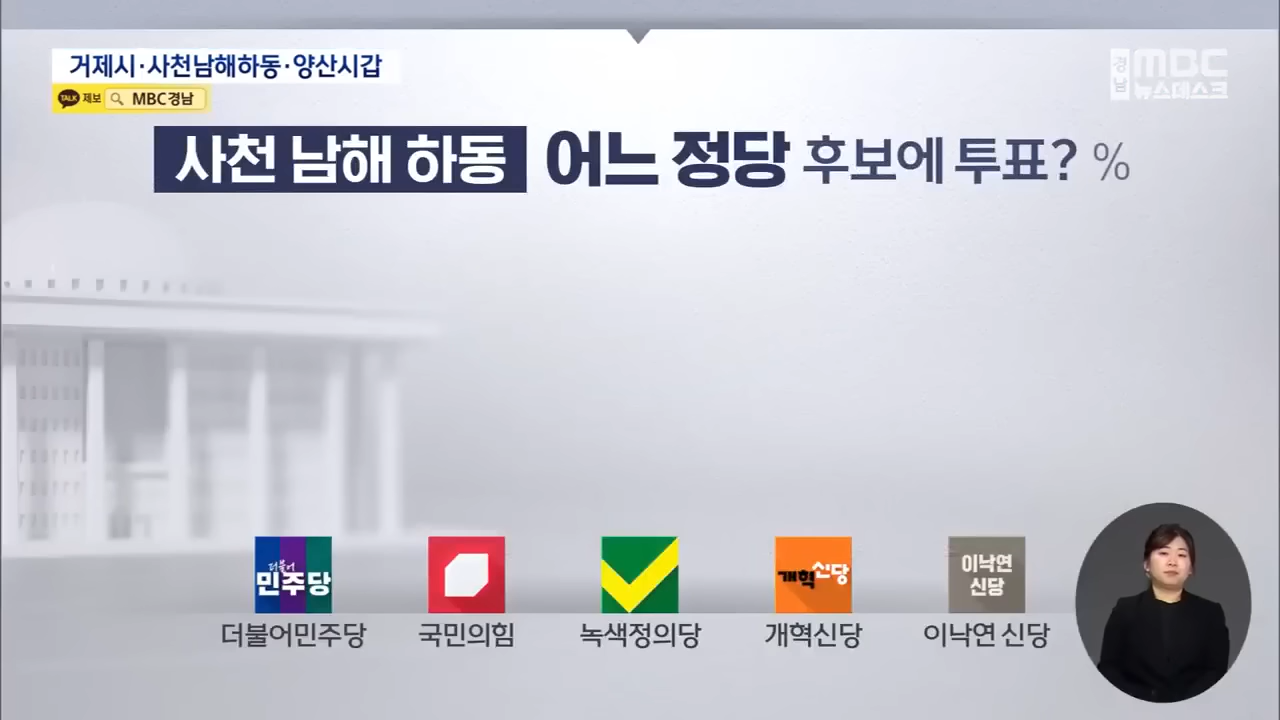 거제시·사천남해하동·양산시갑
TALK 제보 MBC경남
경남 MBC
뉴스데스크
사천 남해 하동 어느 정당 후보에 투표? %
더불어
민주당
개혁신당
이낙연
신당
더불어민주당 국민의힘 녹색정의당 개혁신당 이낙연 신당